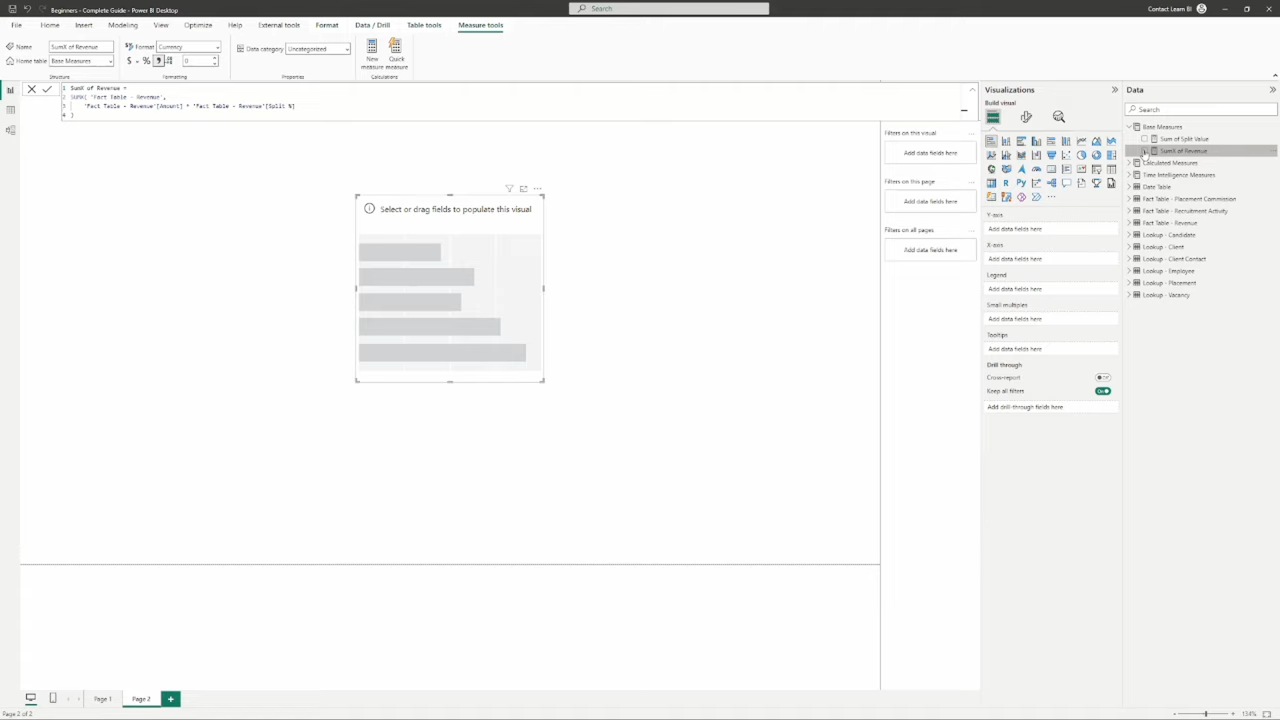 Beginners - Complete Guide - Power BI Desktop
Search
Contact Learn BI
File Home Insert Modeling View Optimize Help External tools Format Data / Drill Table tools Measure tools
Name SumX of Revenue
Home table Base Measures
Structure
Format Currency
$ % 0
Formatting
Data category Uncategorized
Properties
New measure
Quick measure
Calculations
1 SumX of Revenue =
2 SUMX( 'Fact Table - Revenue',
3 'Fact Table - Revenue'[Amount] * 'Fact Table - Revenue'[Split %]
4 )
Select or drag fields to populate this visual
Filters on this visual
Add data fields here
Filters on this page
Add data fields here
Filters on all pages
Add data fields here
Visualizations
Build visual
Y-axis
Add data fields here
X-axis
Add data fields here
Legend
Add data fields here
Small multiples
Add data fields here
Tooltips
Add data fields here
Drill through
Cross-report Off
Keep all filters On
Add drill-through fields here
Data
Search
Base Measures
Sum of Split Value
SumX of Revenue
Calculated Measures
Time Intelligence Measures
Date Table
Fact Table - Placement Commission
Fact Table - Recruitment Activity
Fact Table - Revenue
Lookup - Candidate
Lookup - Client
Lookup - Client Contact
Lookup - Employee
Lookup - Placement
Lookup - Vacancy
Page 1
Page 2
Page 2 of 2
134%